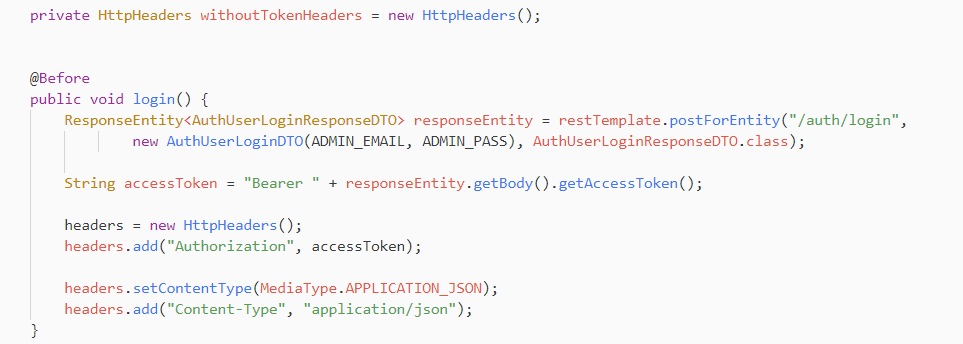 private HttpHeaders withoutTokenHeaders = new HttpHeaders();
@Before
public void login() {
ResponseEntity<AuthUserLoginResponseDTO> responseEntity = restTemplate.postForEntity("/auth/login",
new AuthUserLoginDTO(ADMIN_EMAIL, ADMIN_PASS), AuthUserLoginResponseDTO.class);
String accessToken = "Bearer " + responseEntity.getBody().getAccessToken();
headers = new HttpHeaders();
headers.add("Authorization", accessToken);
headers.setContentType(MediaType.APPLICATION_JSON);
headers.add("Content-Type", "application/json");
}